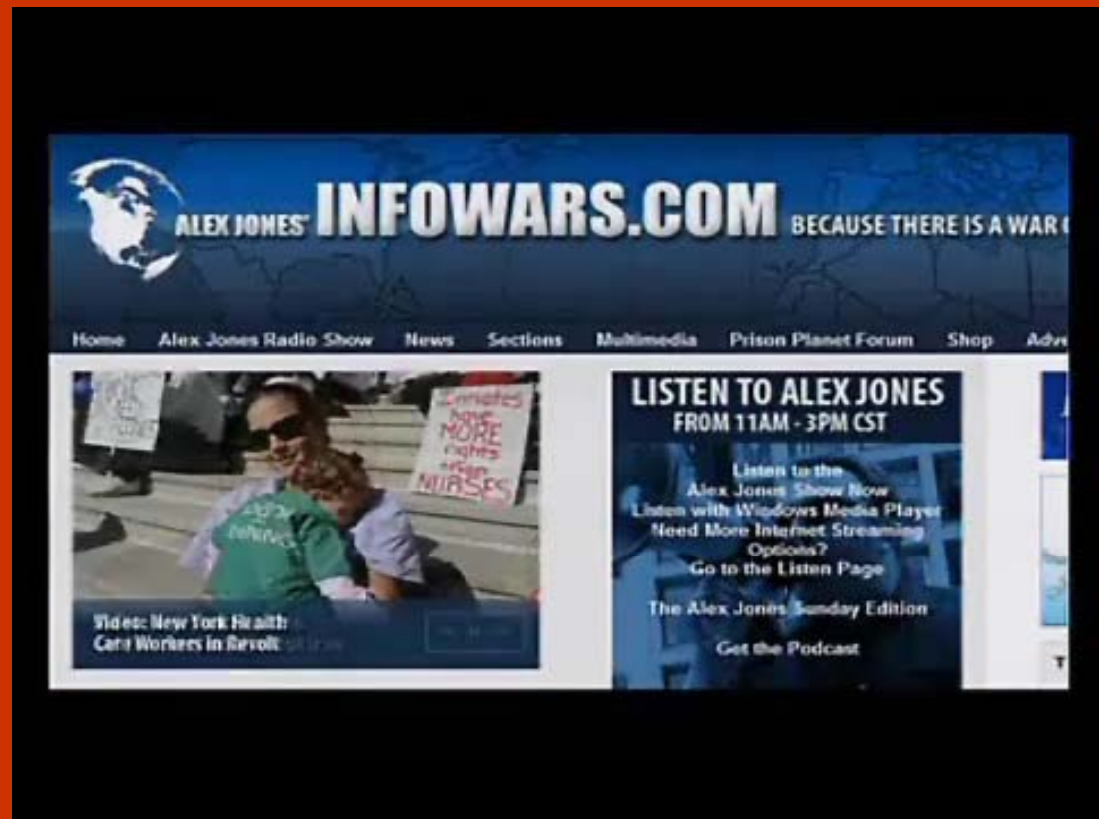 ALEX JONES' INFOWARS.COM BECAUSE THERE IS A WAR
Home Alex Jones Radio Show News Sections Multimedia Prison Planet Forum Shop Adve
Inmates
have
MORE
rights
than
NURSES
Video: New York Health
Care Workers in Revolt
LISTEN TO ALEX JONES
FROM 11AM - 3PM CST
Listen to the
Alex Jones Show Now
Listen with Windows Media Player
Need More Internet Streaming
Options?
Go to the Listen Page
The Alex Jones Sunday Edition
Get the Podcast
T